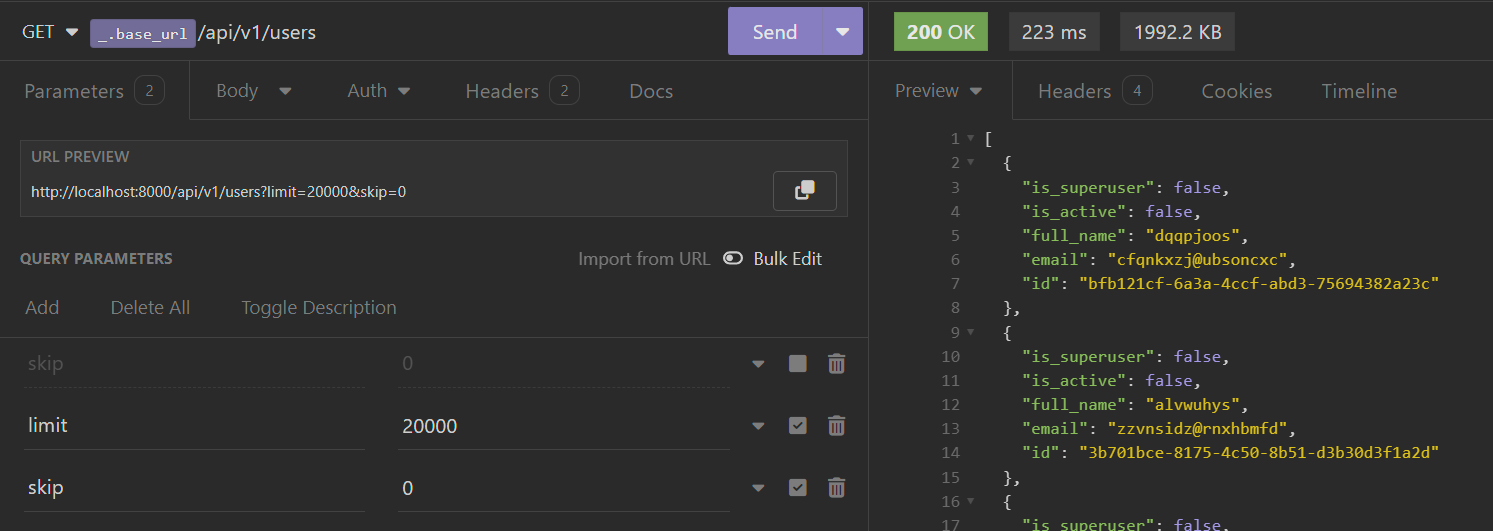 GET _.base_url/api/v1/users Send
Parameters 2 Body Auth Headers 2 Docs
URL PREVIEW
http://localhost:8000/api/v1/users?limit=20000&skip=0
QUERY PARAMETERS Import from URL Bulk Edit
Add Delete All Toggle Description
skip 0
limit 20000
skip 0
200 OK 223 ms 1992.2 KB
Preview Headers 4 Cookies Timeline
1 [
2 {
3 "is_superuser": false,
4 "is_active": false,
5 "full_name": "dqqpjoos",
6 "email": "cfqnkxzj@ubsoncxc",
7 "id": "bfb121cf-6a3a-4ccf-abd3-75694382a23c"
8 },
9 {
10 "is_superuser": false,
11 "is_active": false,
12 "full_name": "alvwuhys",
13 "email": "zzvnsidz@rnxhbmfd",
14 "id": "3b701bce-8175-4c50-8b51-d3b30d3f1a2d"
15 },
16 {
17 "is_superuser": false,